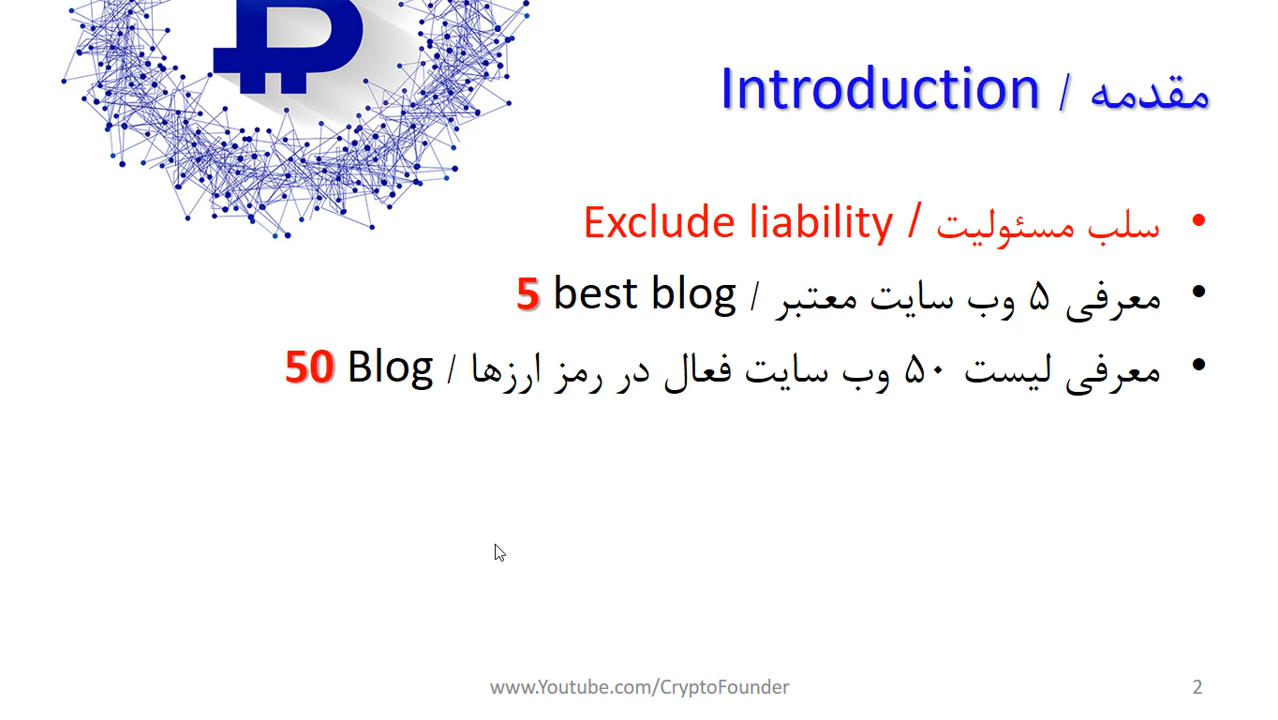 مقدمه / Introduction
• سلب مسئولیت / Exclude liability
• معرفی ۵ وب سایت معتبر / 5 best blog
• معرفی لیست ۵۰ وب سایت فعال در رمز ارزها / 50 Blog
www.Youtube.com/CryptoFounder
2